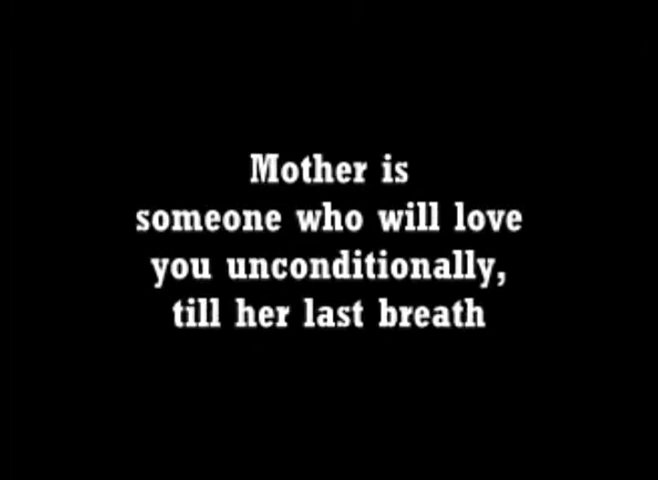 Mother is
someone who will love
you unconditionally,
till her last breath